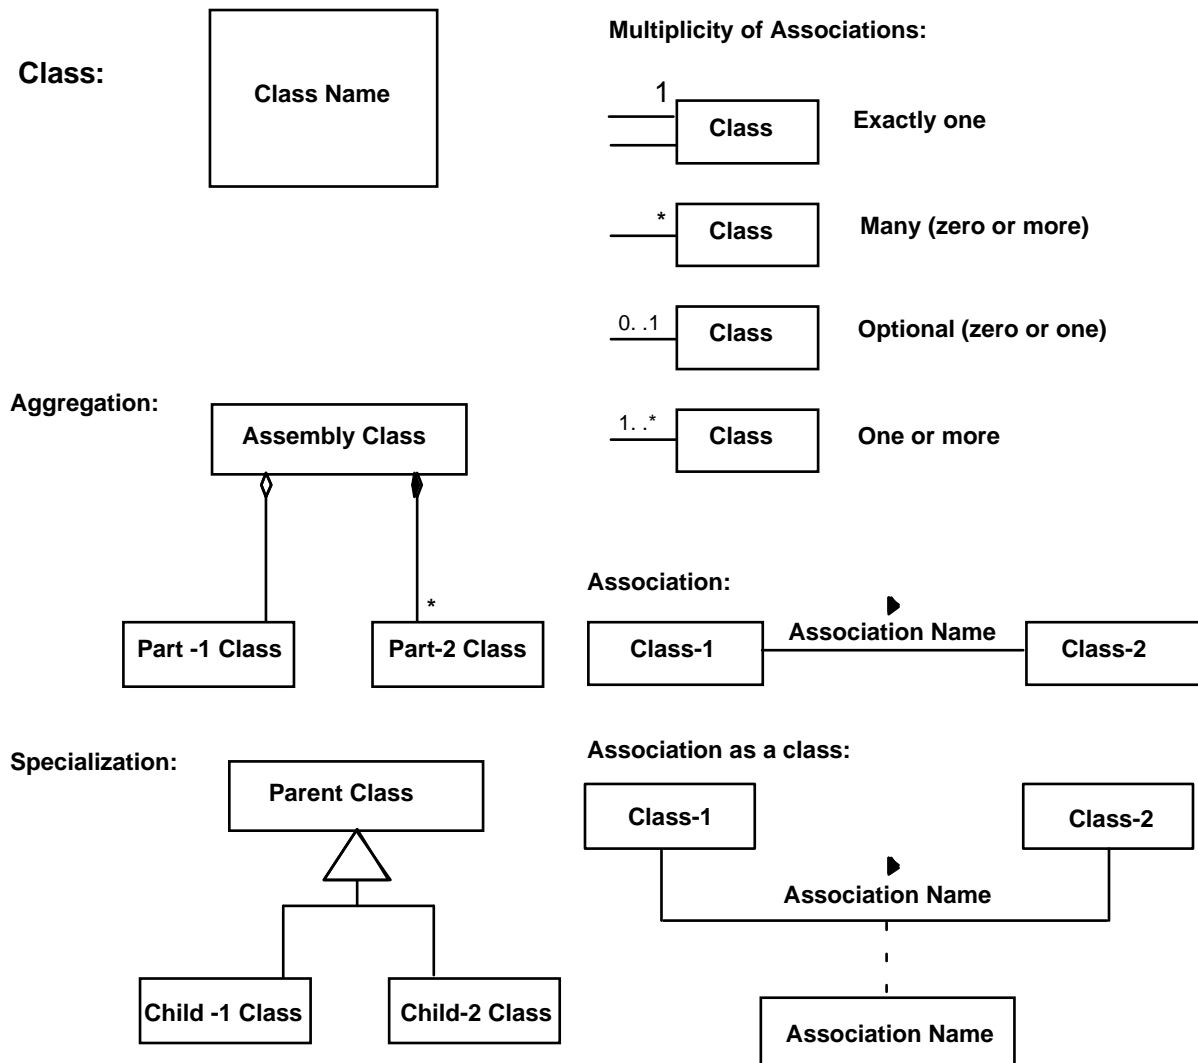 Class:
Class Name
Aggregation:
Assembly Class
*
Part -1 Class
Part-2 Class
Specialization:
Parent Class
Child -1 Class
Child-2 Class
Multiplicity of Associations:
1
Class
Exactly one
*
Class
Many (zero or more)
0. .1
Class
Optional (zero or one)
1. .*
Class
One or more
Association:
Class-1
Association Name
Class-2
Association as a class:
Class-1
Class-2
Association Name
Association Name